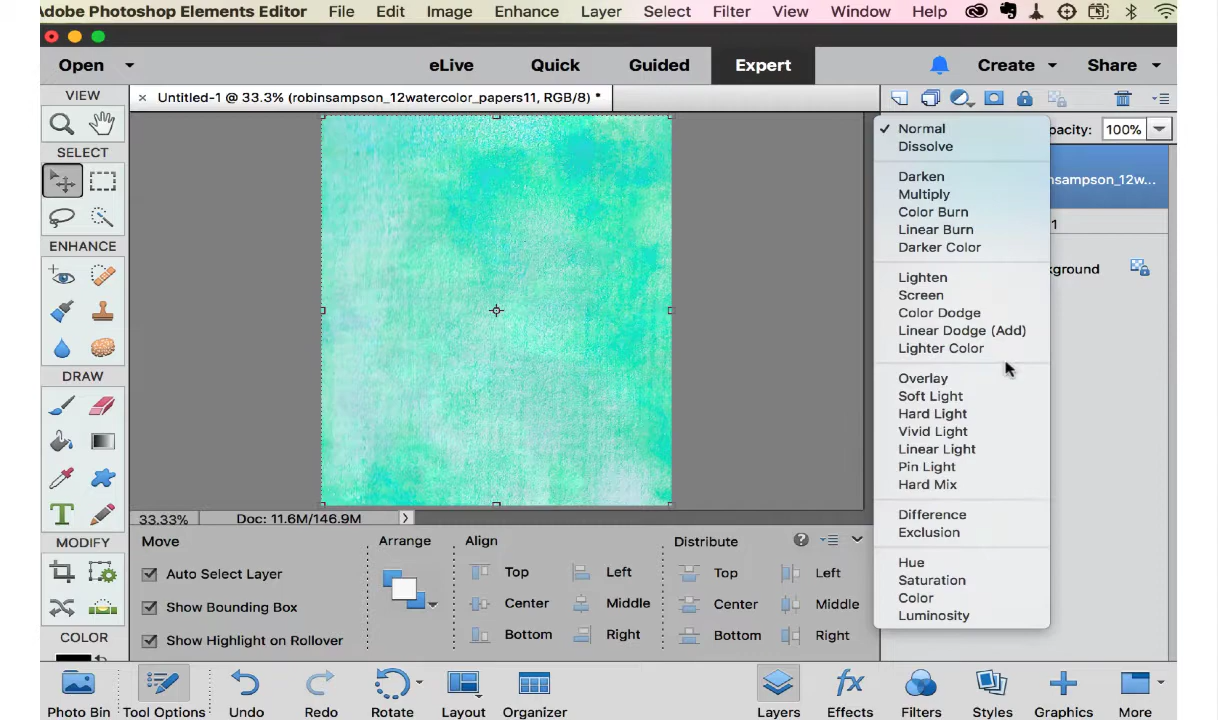 Adobe Photoshop Elements Editor File Edit Image Enhance Layer Select Filter View Window Help
Open eLive Quick Guided Expert Create Share
VIEW
× Untitled-1 @ 33.3% (robinsampson_12watercolor_papers11, RGB/8) *
SELECT
ENHANCE
DRAW
T
MODIFY
COLOR
Normal
Dissolve
Darken
Multiply
Color Burn
Linear Burn
Darker Color
Lighten
Screen
Color Dodge
Linear Dodge (Add)
Lighter Color
Overlay
Soft Light
Hard Light
Vivid Light
Linear Light
Pin Light
Hard Mix
Difference
Exclusion
Hue
Saturation
Color
Luminosity
pacity: 100%
nsampson_12w...
1
kground
33.33% Doc: 11.6M/146.9M >
Move Arrange Align Distribute ?
Auto Select Layer Top Left Top Left
Show Bounding Box Center Middle Center Middle
Show Highlight on Rollover Bottom Right Bottom Right
Photo Bin Tool Options Undo Redo Rotate Layout Organizer Layers fx Effects Filters Styles Graphics More